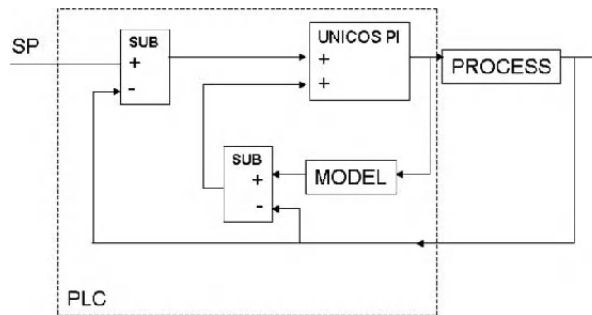 SP
SUB
+
-
UNICOS PI
+
+
PROCESS
SUB
+
-
MODEL
PLC